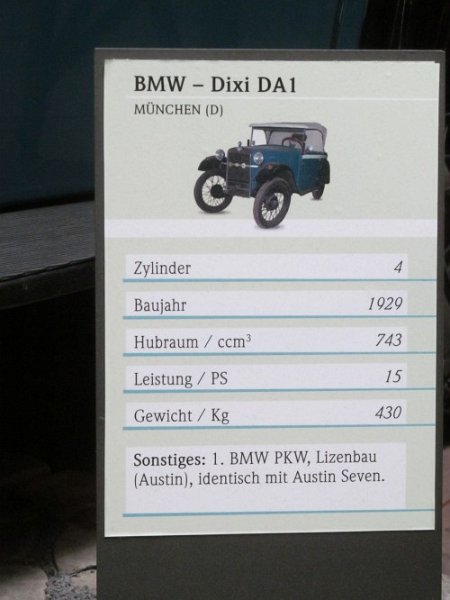 BMW – Dixi DA1
MÜNCHEN (D)
Zylinder 4
Baujahr 1929
Hubraum / ccm³ 743
Leistung / PS 15
Gewicht / Kg 430
Sonstiges: 1. BMW PKW, Lizenbau
(Austin), identisch mit Austin Seven.